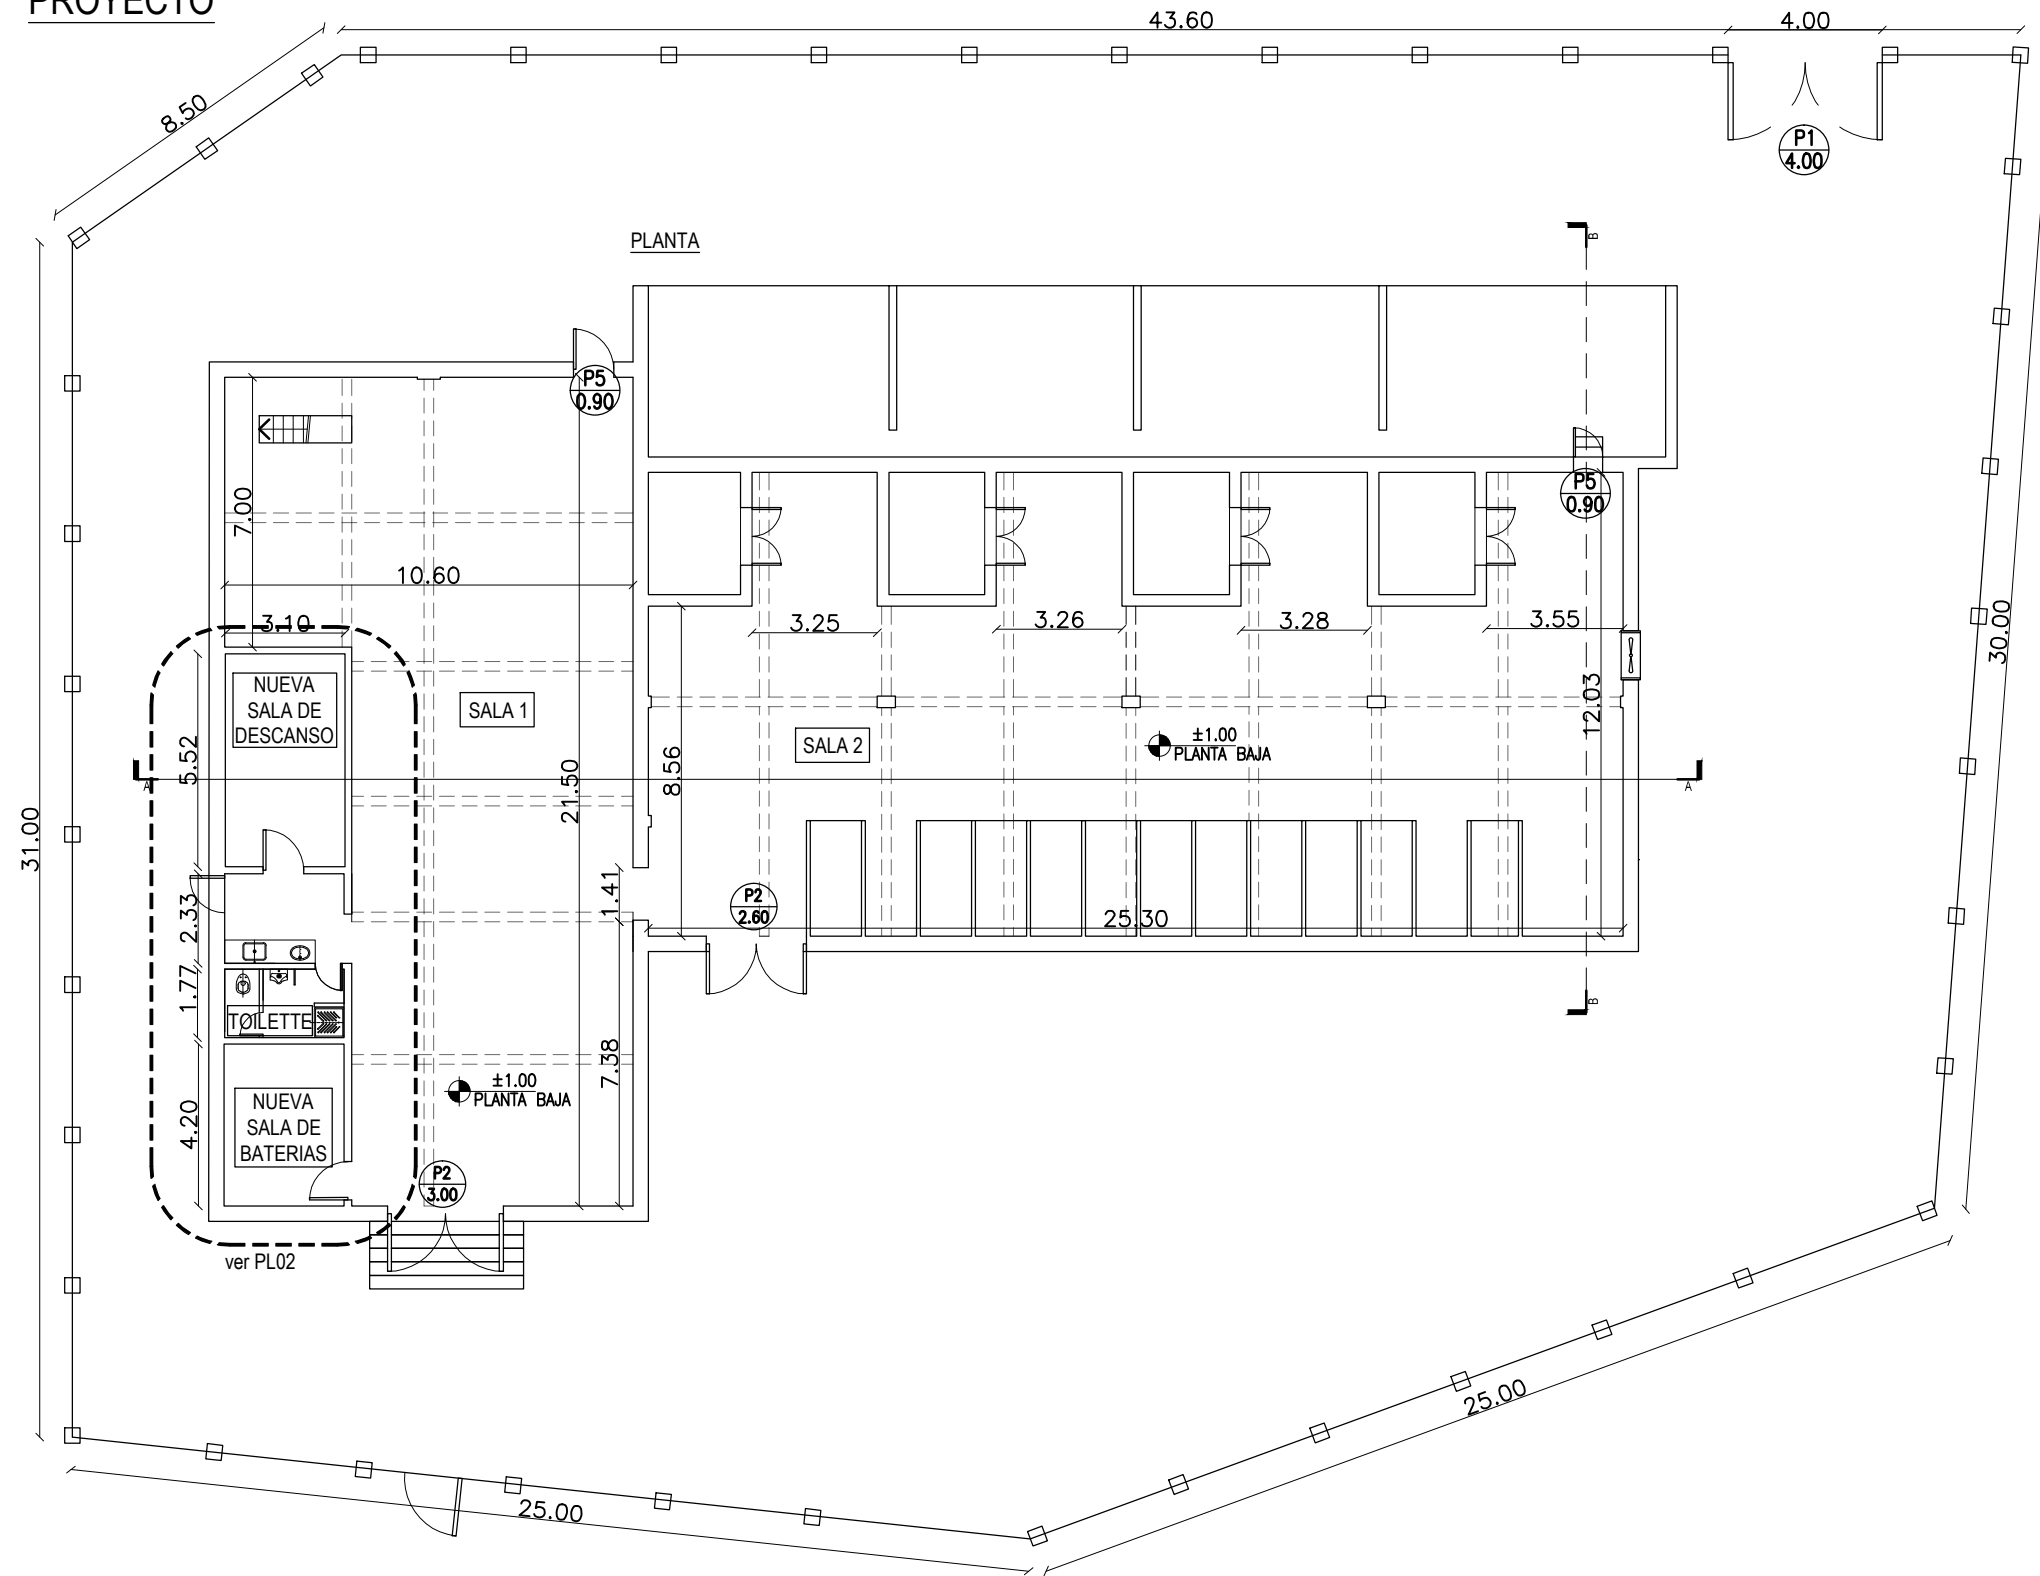 PROYECTO
43.60
4.00
8.50
P1
4.00
B
PLANTA
P5
0.90
P5
0.90
7.00
10.60
3.10
3.25
3.26
3.28
3.55
30.00
NUEVA
SALA DE
DESCANSO
SALA 1
SALA 2
±1.00
PLANTA BAJA
12.03
5.52
8.56
21.50
A
A
31.00
1.41
P2
2.60
25.30
2.33
1.77
TOILETTE
B
7.38
±1.00
PLANTA BAJA
4.20
NUEVA
SALA DE
BATERIAS
P2
3.00
ver PL02
25.00
25.00